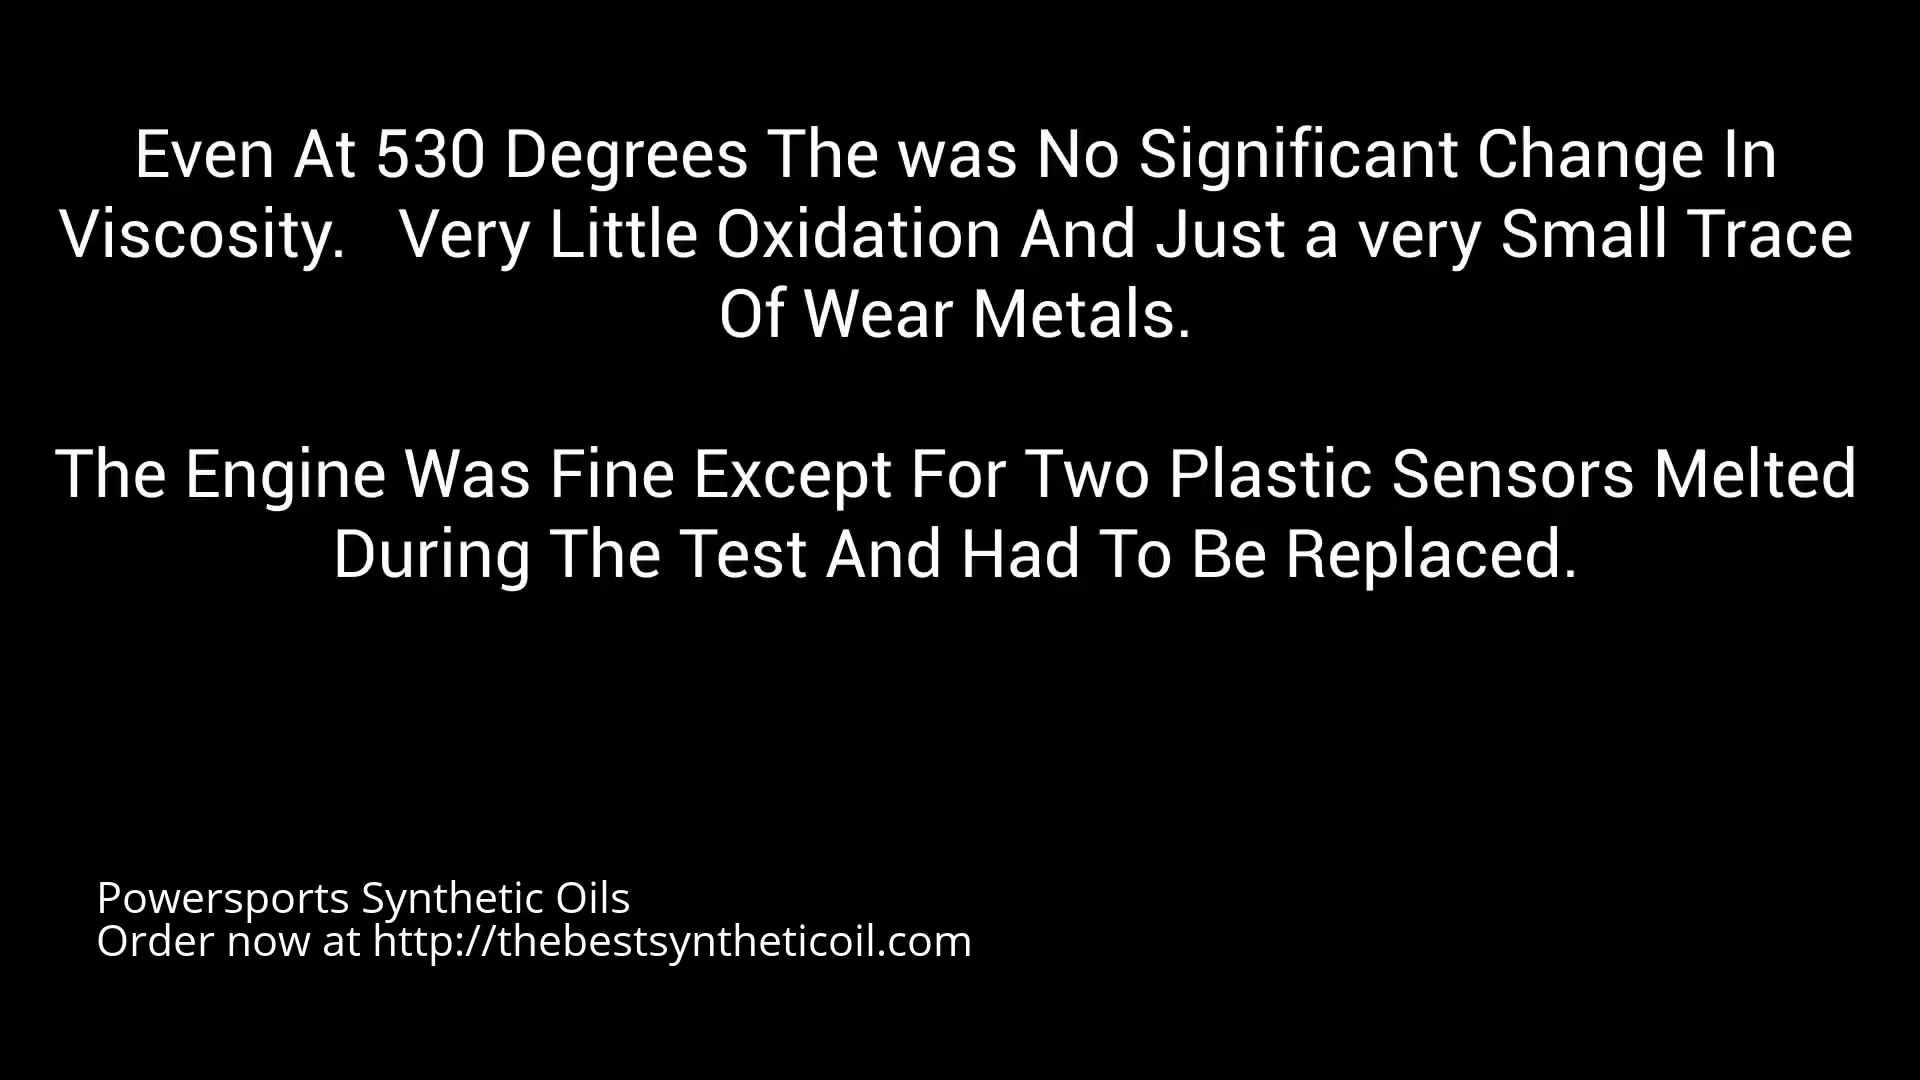 Even At 530 Degrees The was No Significant Change In
Viscosity.   Very Little Oxidation And Just a very Small Trace
Of Wear Metals.
The Engine Was Fine Except For Two Plastic Sensors Melted
During The Test And Had To Be Replaced.
Powersports Synthetic Oils
Order now at http://thebestsyntheticoil.com